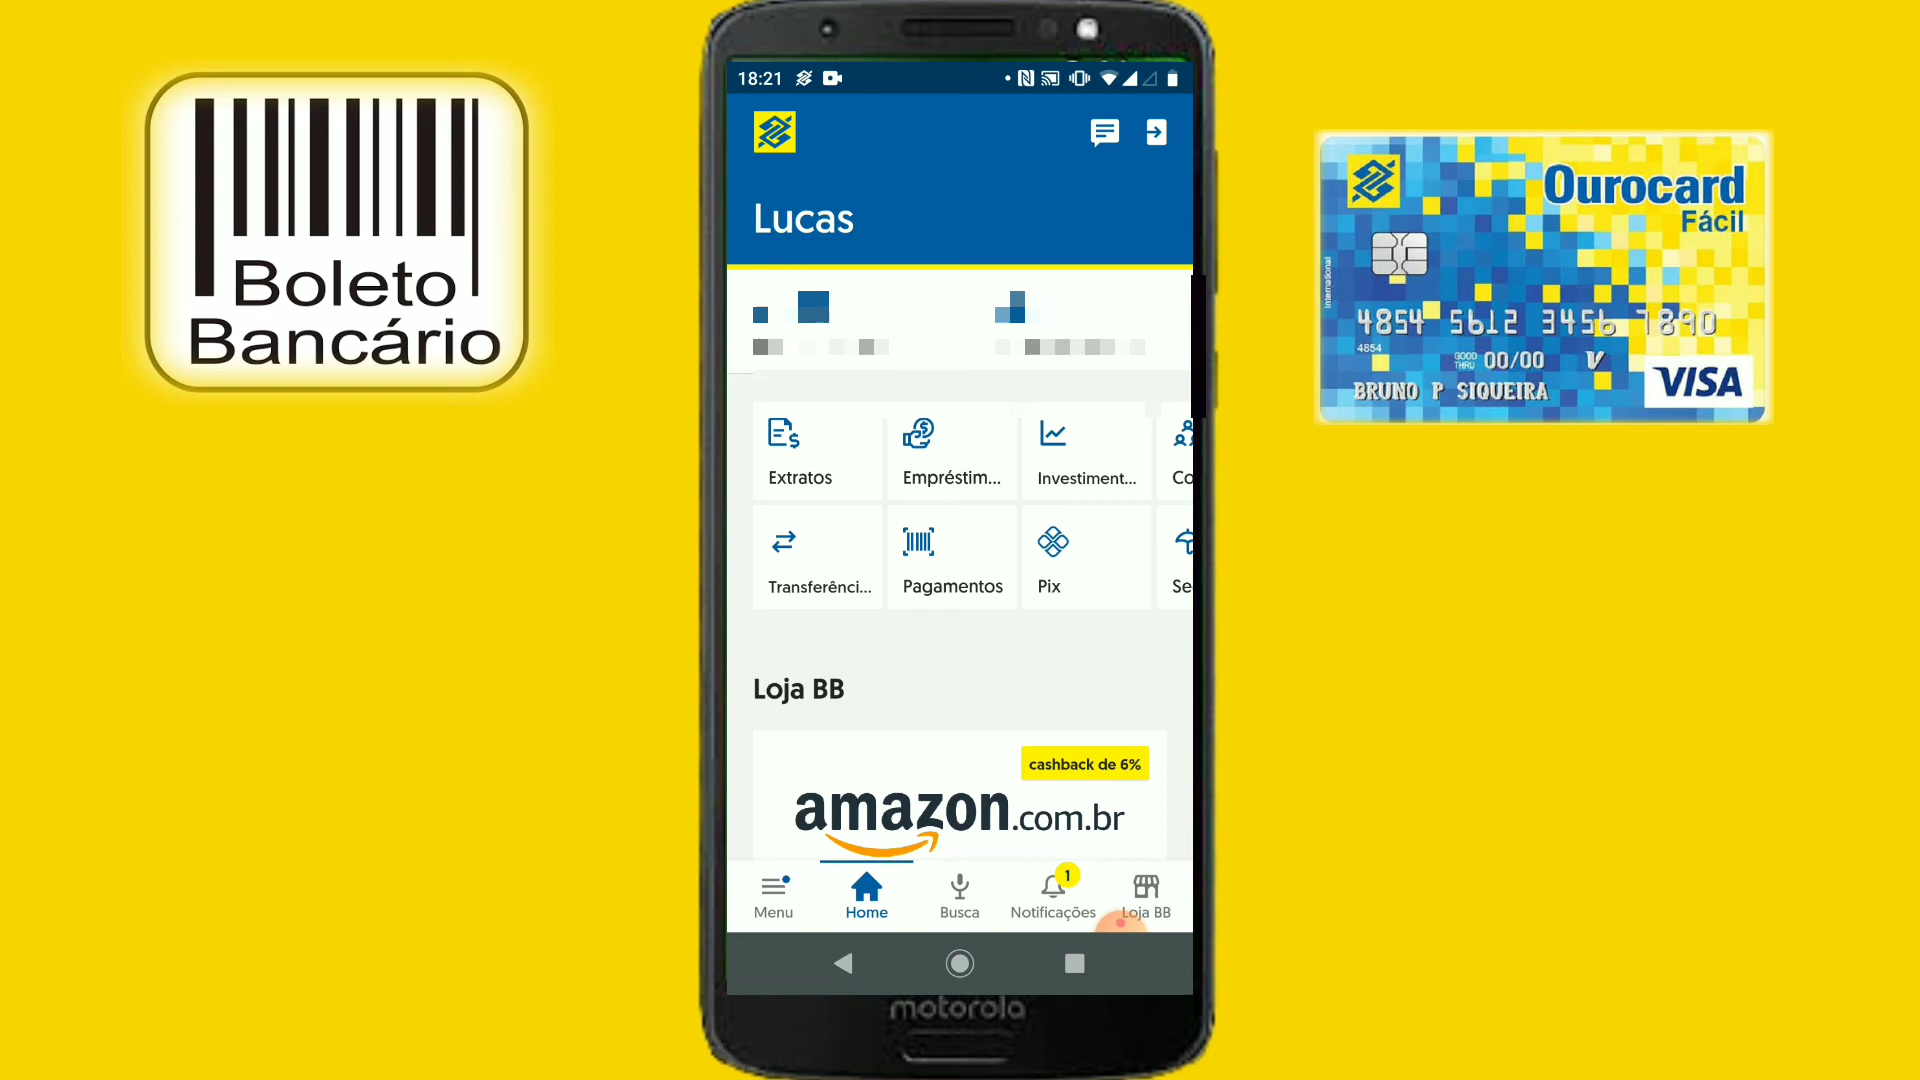 Boleto
Bancário
18:21
Lucas
Extratos
Empréstim...
Investiment...
Co
Transferênci...
Pagamentos
Pix
Se
Loja BB
cashback de 6%
amazon.com.br
Menu
Home
Busca
1
Notificações
Loja BB
motorola
Ourocard
Fácil
International
4854 5612 3456 7890
4854
GOOD
THRU
00/00
V
BRUNO P SIQUEIRA
VISA